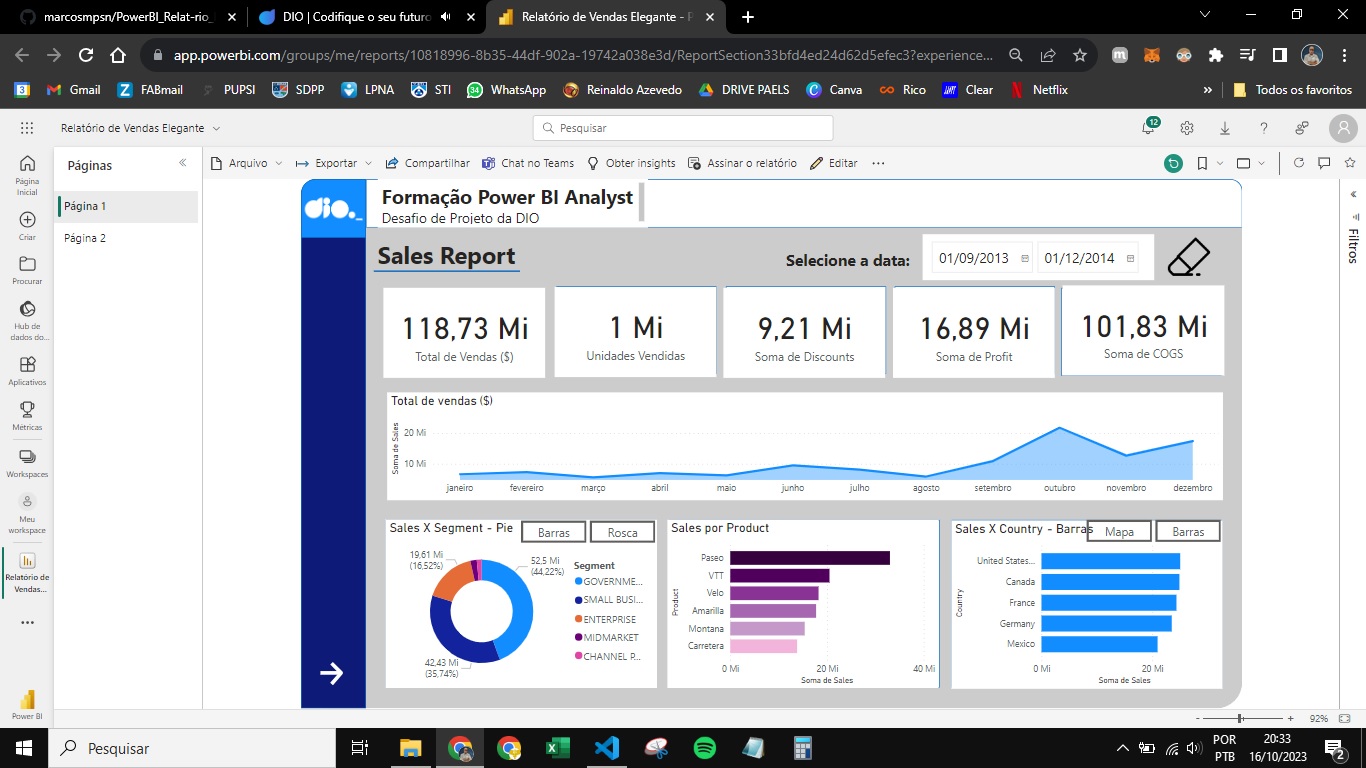 marcosmpsn/PowerBI_Relat-rio_
DIO | Codifique o seu futuro
Relatório de Vendas Elegante - P
app.powerbi.com/groups/me/reports/10818996-8b35-44df-902a-19742a038e3d/ReportSection33bfd4ed24d62d5efec3?experience...
3
Gmail
FABmail
PUPSI
SDPP
LPNA
STI
34
WhatsApp
Reinaldo Azevedo
DRIVE PAELS
Canva
Rico
Clear
Netflix
»
Todos os favoritos
Relatório de Vendas Elegante
Pesquisar
12
Página Inicial
Criar
Procurar
Hub de dados do...
Aplicativos
Métricas
Workspaces
Meu workspace
Relatório de Vendas...
Power BI
Páginas
Página 1
Página 2
Arquivo
Exportar
Compartilhar
Chat no Teams
Obter insights
Assinar o relatório
Editar
Filtros
dio._
Formação Power BI Analyst
Desafio de Projeto da DIO
Sales Report
Selecione a data:
01/09/2013
01/12/2014
118,73 Mi
Total de Vendas ($)
1 Mi
Unidades Vendidas
9,21 Mi
Soma de Discounts
16,89 Mi
Soma de Profit
101,83 Mi
Soma de COGS
Total de vendas ($)
Soma de Sales
20 Mi
10 Mi
janeiro fevereiro março abril maio junho julho agosto setembro outubro novembro dezembro
Sales X Segment - Pie
Barras
Rosca
19,61 Mi
(16,52%)
52,5 Mi
(44,22%)
42,43 Mi
(35,74%)
Segment
GOVERNME...
SMALL BUSI...
ENTERPRISE
MIDMARKET
CHANNEL P...
Sales por Product
Product
Paseo
VTT
Velo
Amarilla
Montana
Carretera
0 Mi 20 Mi 40 Mi
Soma de Sales
Sales X Country - Barras
Mapa
Barras
Country
United States...
Canada
France
Germany
Mexico
0 Mi 20 Mi
Soma de Sales
- + 92%
Pesquisar
POR
PTB
20:33
16/10/2023
2